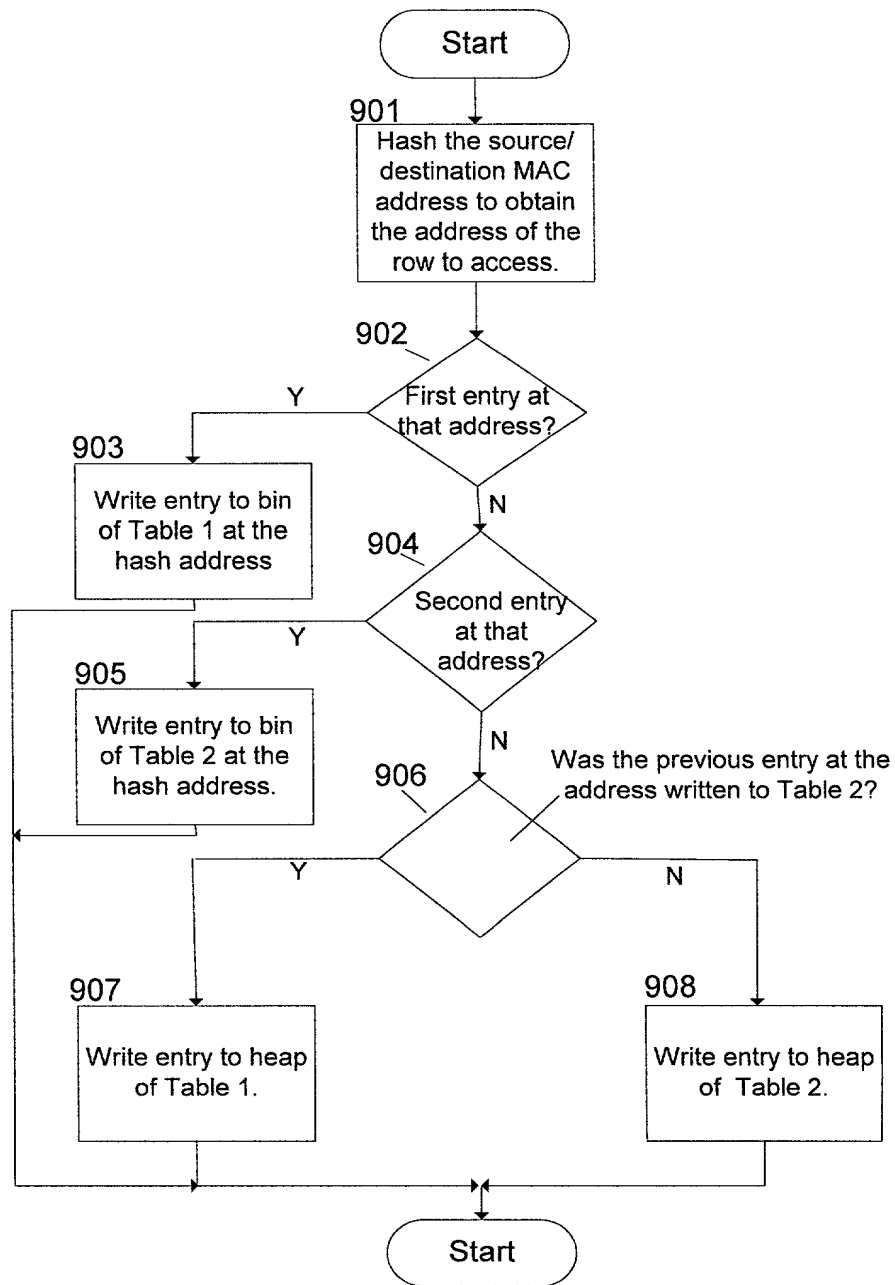 Start
901
Hash the source/
destination MAC
address to obtain
the address of the
row to access.
902
First entry at
that address?
Y
N
903
Write entry to bin
of Table 1 at the
hash address
904
Second entry
at that
address?
Y
N
905
Write entry to bin
of Table 2 at the
hash address.
906
Was the previous entry at the
address written to Table 2?
Y
N
907
Write entry to heap
of Table 1.
908
Write entry to heap
of Table 2.
Start